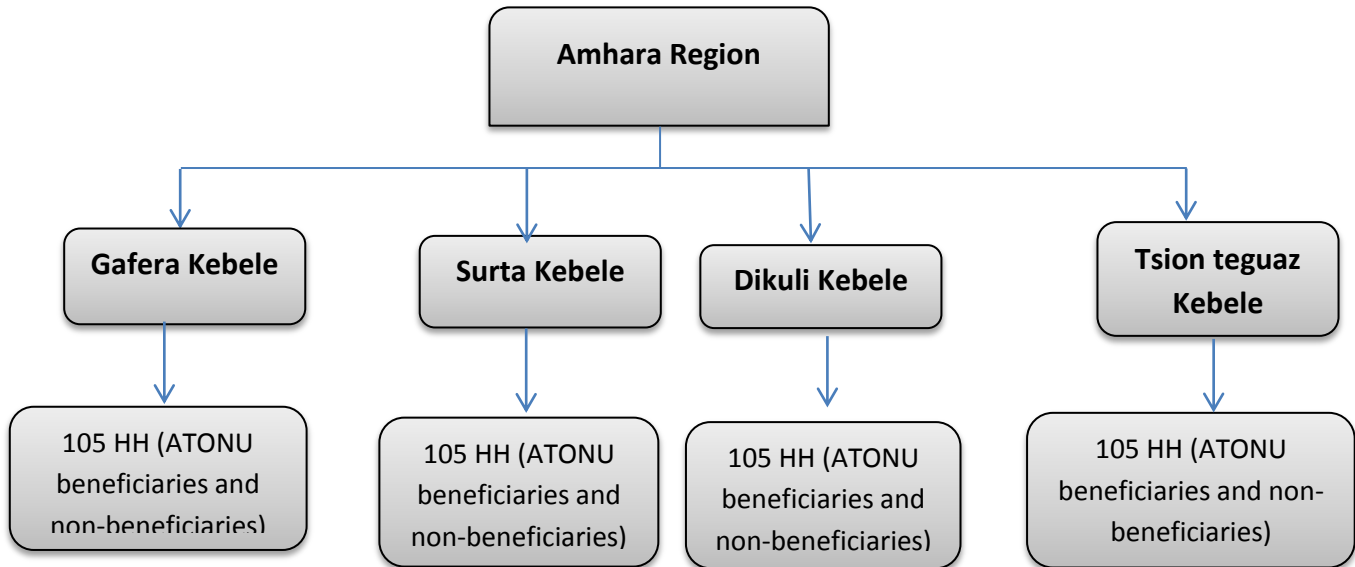 Amhara Region
Gafera Kebele
Surta Kebele
Dikuli Kebele
Tsion teguaz
Kebele
105 HH (ATONU
beneficiaries and
non-beneficiaries)
105 HH (ATONU
beneficiaries and
non-beneficiaries)
105 HH (ATONU
beneficiaries and
non-beneficiaries)
105 HH (ATONU
beneficiaries and non-
beneficiaries)